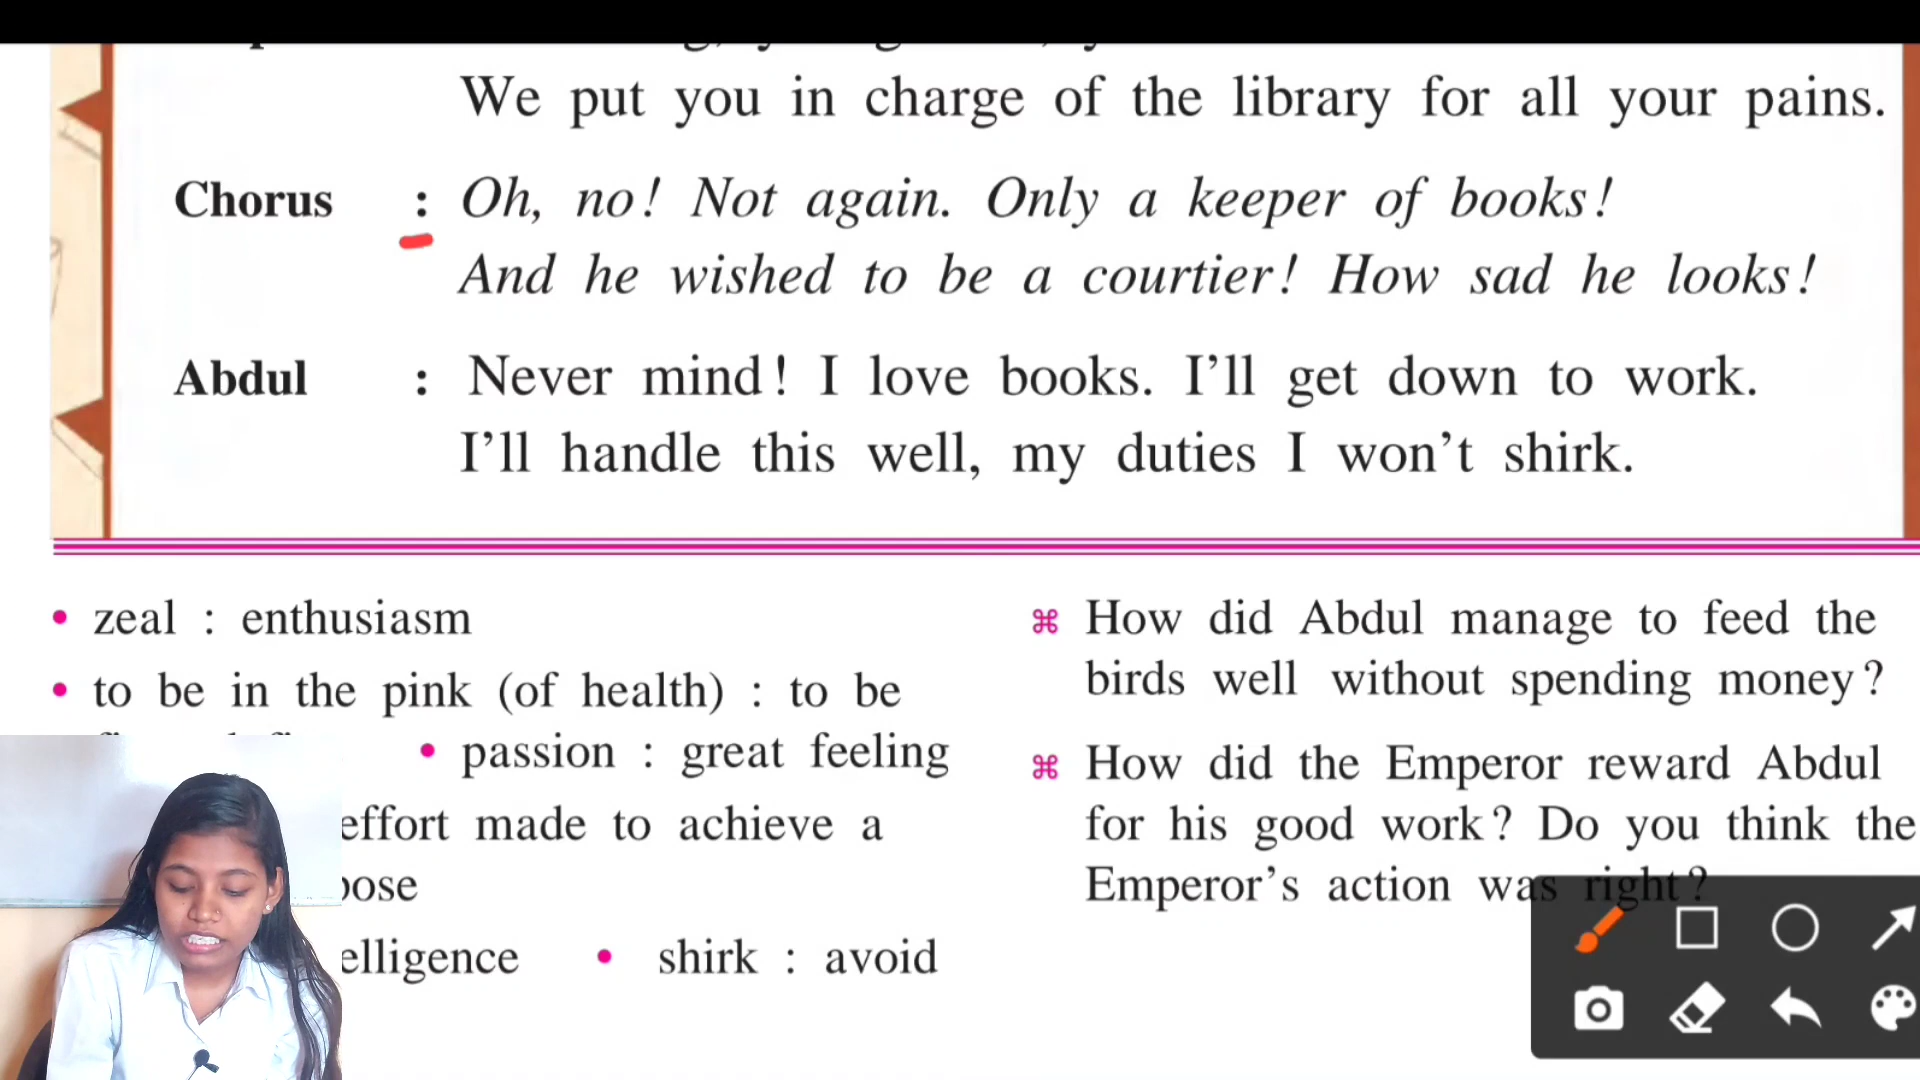 We put you in charge of the library for all your pains.
Chorus : Oh, no! Not again. Only a keeper of books!
And he wished to be a courtier! How sad he looks!
Abdul : Never mind! I love books. I'll get down to work.
I'll handle this well, my duties I won't shirk.
• zeal : enthusiasm
• to be in the pink (of health) : to be
• passion : great feeling
effort made to achieve a
• shirk : avoid
⌘ How did Abdul manage to feed the
birds well without spending money?
⌘ How did the Emperor reward Abdul
for his good work? Do you think the
Emperor's action was right?